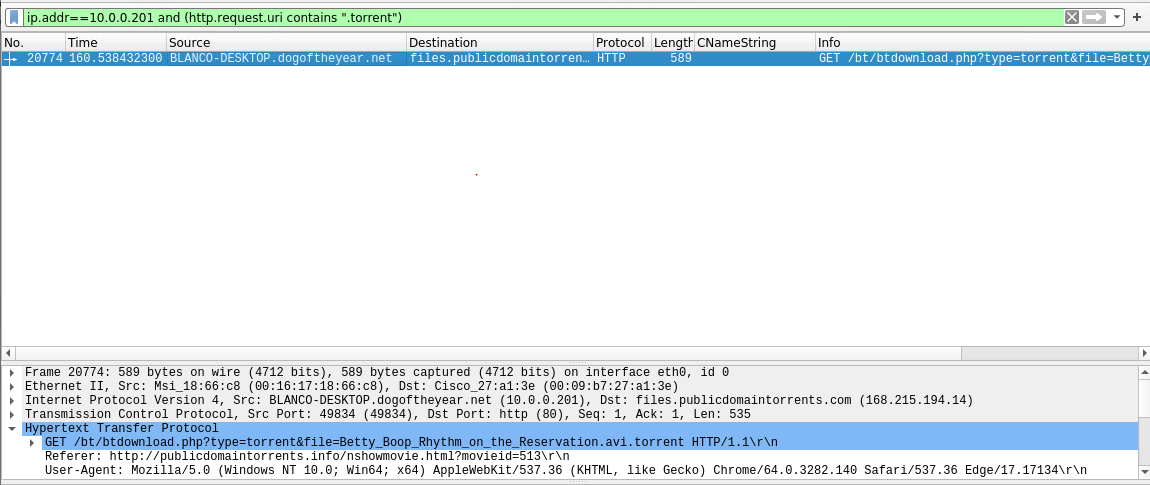 ip.addr==10.0.0.201 and (http.request.uri contains ".torrent")
No. Time Source Destination Protocol Length CNameString Info
20774 160.538432300 BLANCO-DESKTOP.dogoftheyear.net files.publicdomaintorren… HTTP 589 GET /bt/btdownload.php?type=torrent&file=Betty
Frame 20774: 589 bytes on wire (4712 bits), 589 bytes captured (4712 bits) on interface eth0, id 0
Ethernet II, Src: Msi_18:66:c8 (00:16:17:18:66:c8), Dst: Cisco_27:a1:3e (00:09:b7:27:a1:3e)
Internet Protocol Version 4, Src: BLANCO-DESKTOP.dogoftheyear.net (10.0.0.201), Dst: files.publicdomaintorrents.com (168.215.194.14)
Transmission Control Protocol, Src Port: 49834 (49834), Dst Port: http (80), Seq: 1, Ack: 1, Len: 535
Hypertext Transfer Protocol
GET /bt/btdownload.php?type=torrent&file=Betty_Boop_Rhythm_on_the_Reservation.avi.torrent HTTP/1.1\r\n
Referer: http://publicdomaintorrents.info/nshowmovie.html?movieid=513\r\n
User-Agent: Mozilla/5.0 (Windows NT 10.0; Win64; x64) AppleWebKit/537.36 (KHTML, like Gecko) Chrome/64.0.3282.140 Safari/537.36 Edge/17.17134\r\n